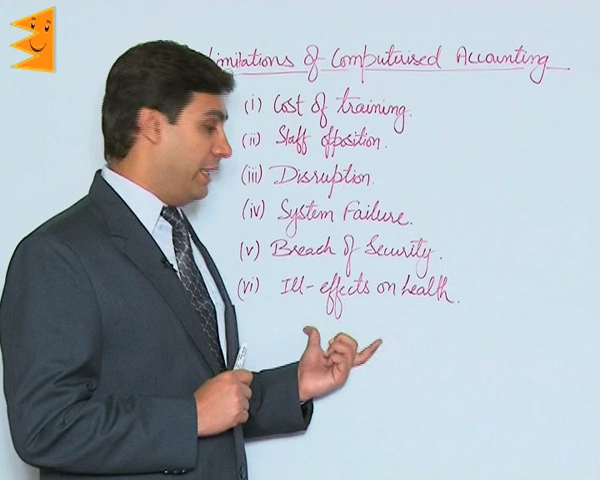 Limitations of Computerised Accounting
(i) Cost of training.
(ii) Staff opposition.
(iii) Disruption.
(iv) System Failure.
(v) Breach of Security.
(vi) Ill-effects on health.